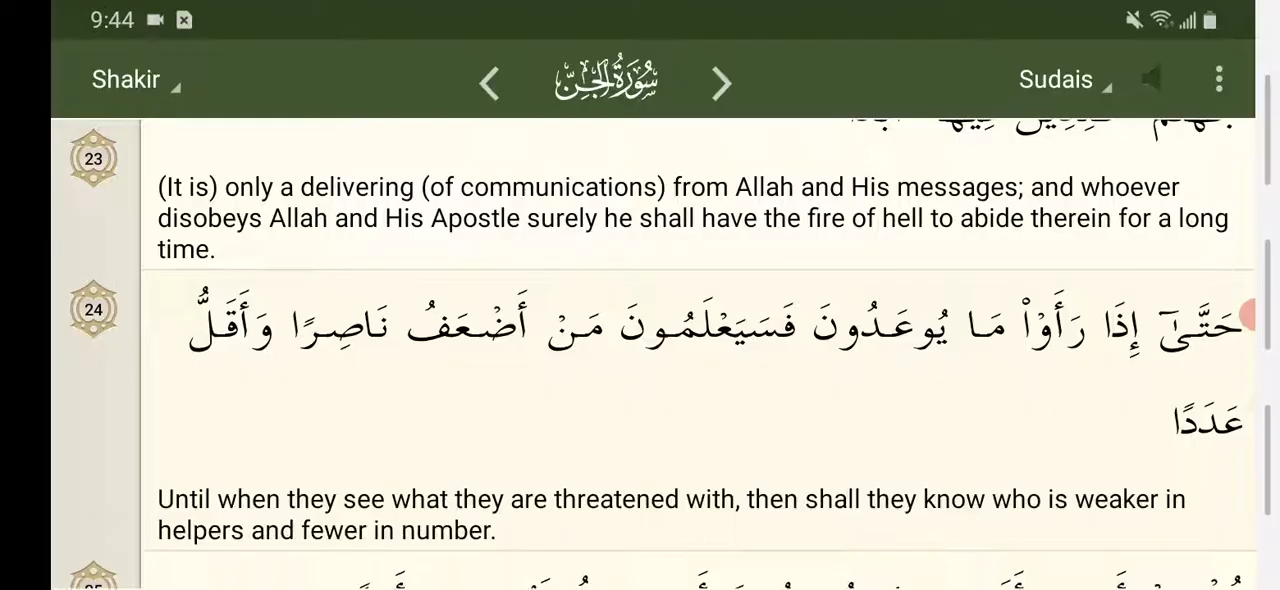 9:44
Shakir
سُورَةُ الجِنّ
Sudais
23
(It is) only a delivering (of communications) from Allah and His messages; and whoever
disobeys Allah and His Apostle surely he shall have the fire of hell to abide therein for a long
time.
24
حَتَّىٰٓ إِذَا رَأَوْا۟ مَا يُوعَدُونَ فَسَيَعْلَمُونَ مَنْ أَضْعَفُ نَاصِرًا وَأَقَلُّ
عَدَدًا
Until when they see what they are threatened with, then shall they know who is weaker in
helpers and fewer in number.